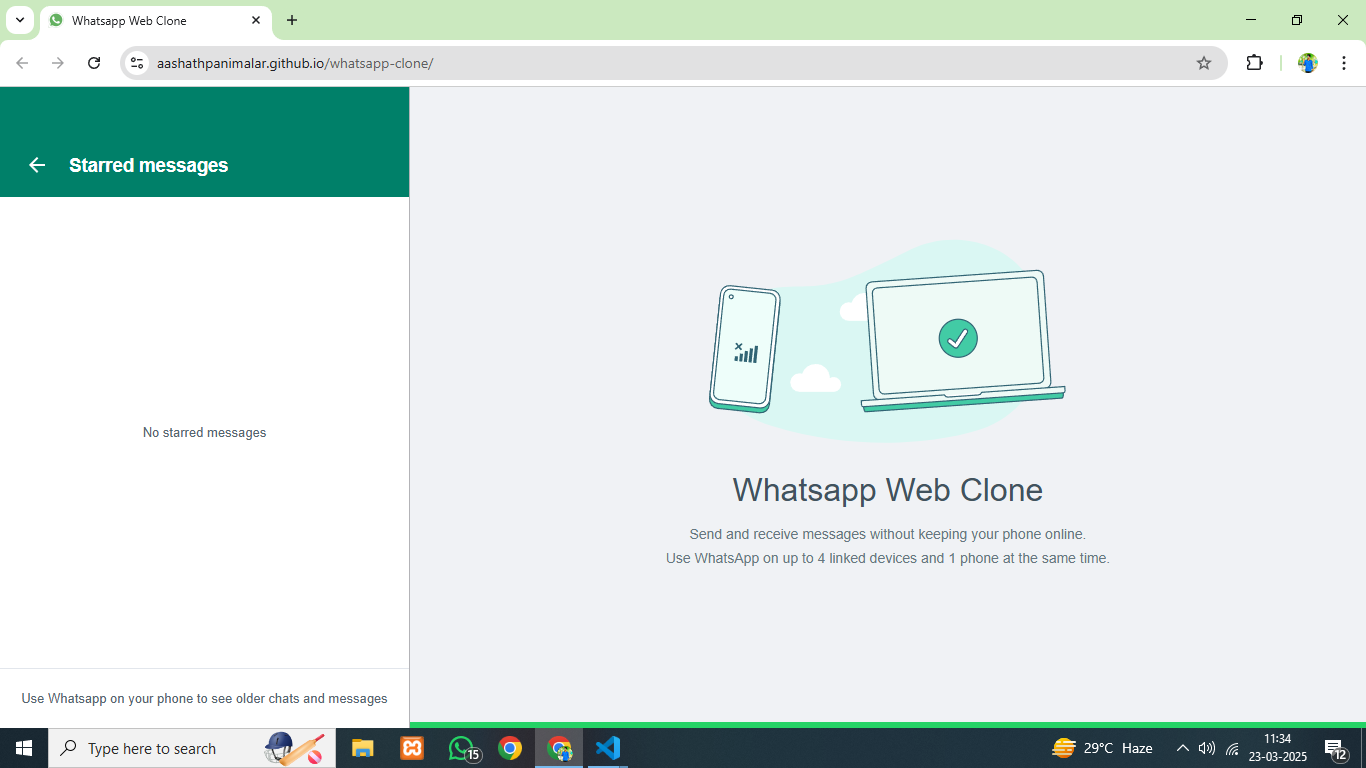 Whatsapp Web Clone
aashathpanimalar.github.io/whatsapp-clone/
Starred messages
No starred messages
Use Whatsapp on your phone to see older chats and messages
Whatsapp Web Clone
Send and receive messages without keeping your phone online.
Use WhatsApp on up to 4 linked devices and 1 phone at the same time.
Type here to search
15
29°C Haze
11:34
23-03-2025
12